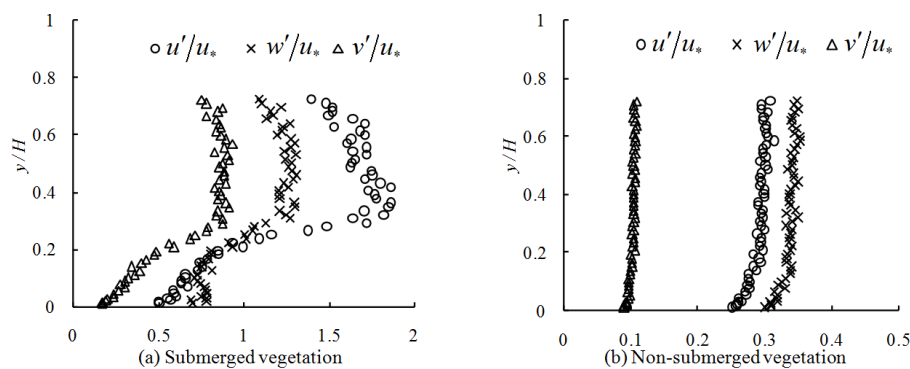 1
0.8
0.6
0.4
0.2
0
y/H
○ u′/u* × w′/u* △ v′/u*
0 0.5 1 1.5 2
(a) Submerged vegetation
1
0.8
0.6
0.4
0.2
0
y/H
○ u′/u* × w′/u* △ v′/u*
0 0.1 0.2 0.3 0.4 0.5
(b) Non-submerged vegetation